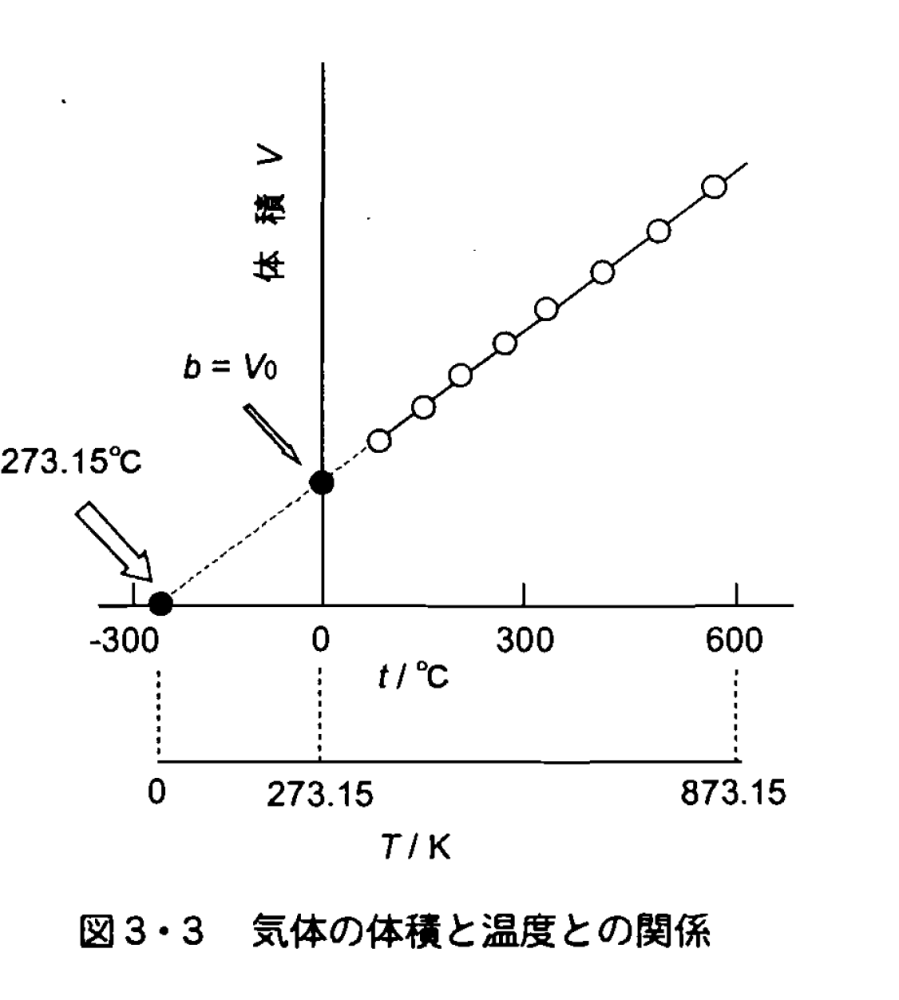 体積 V
b = V0
273.15℃
-300 0 300 600
t / ℃
0 273.15 873.15
T / K
図3・3 気体の体積と温度との関係